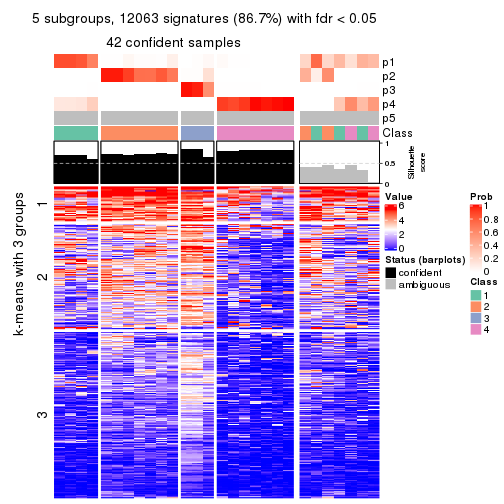 5 subgroups, 12063 signatures (86.7%) with fdr < 0.05
42 confident samples
p1
p2
p3
p4
p5
Class
1
0.5
0
Silhouette
score
k-means with 3 groups
1
2
3
Value
6
4
2
0
Status (barplots)
confident
ambiguous
Prob
1
0.8
0.6
0.4
0.2
0
Class
1
2
3
4